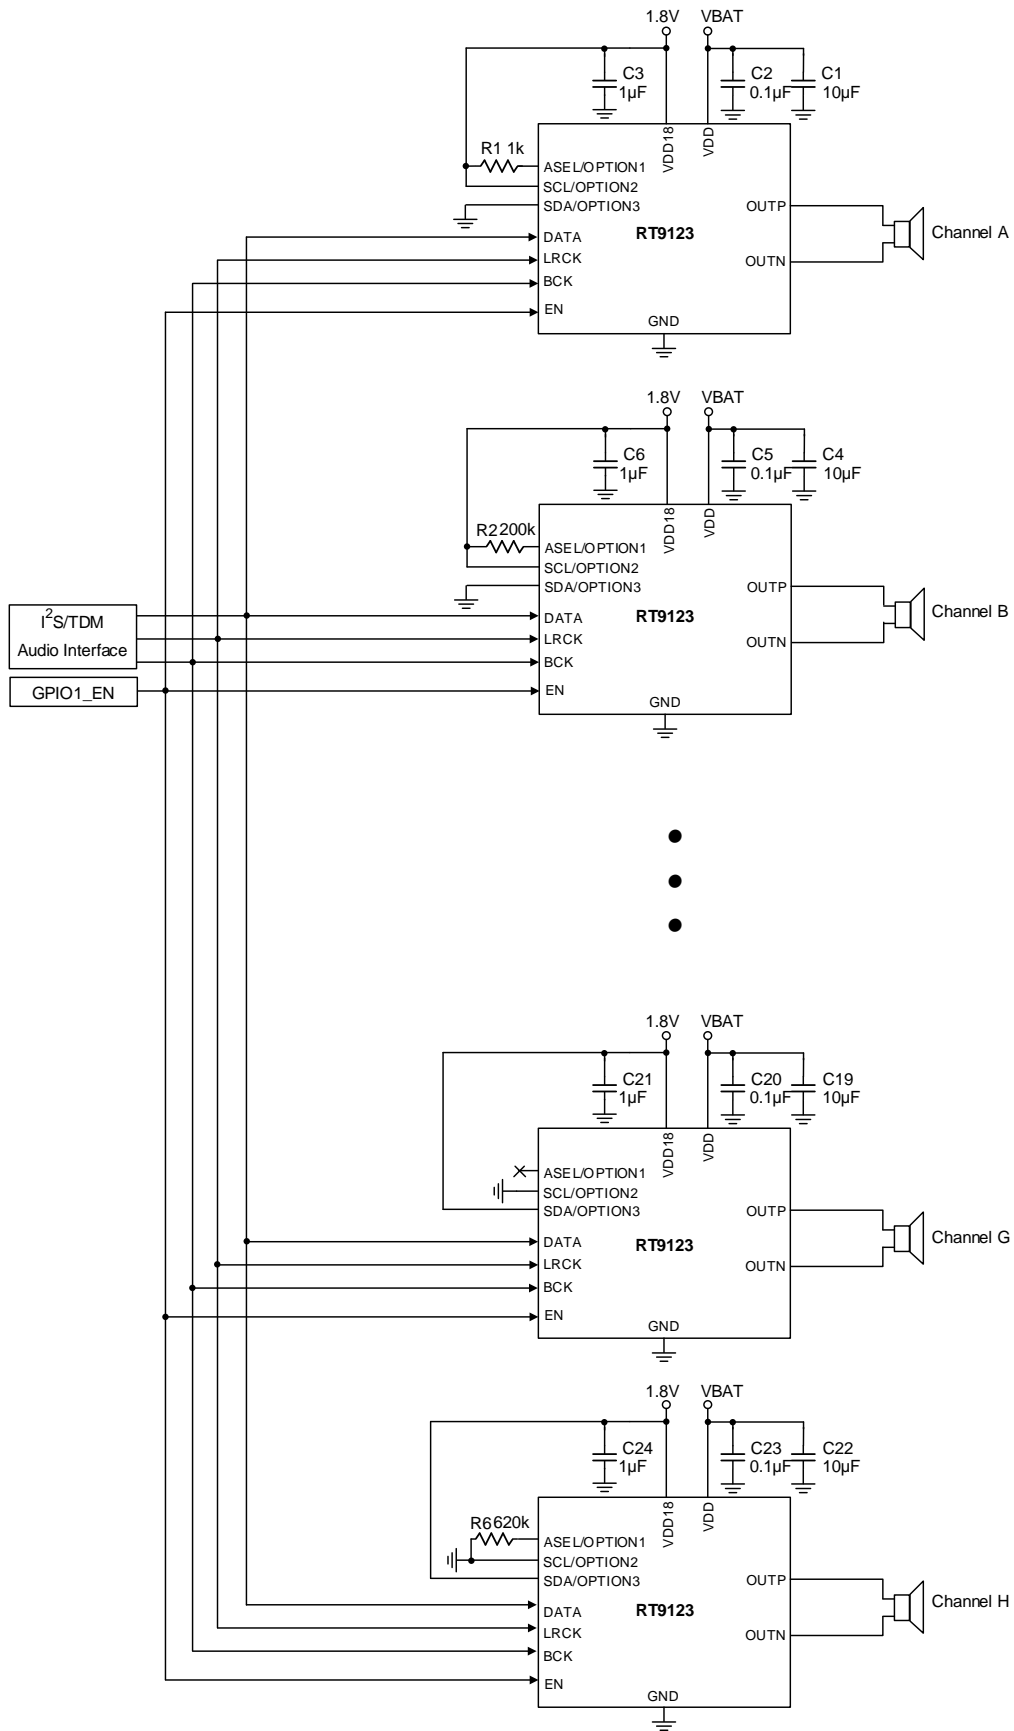 1.8V VBAT
C3
1µF
C2
0.1µF
C1
10µF
VDD18
VDD
R1 1k
ASEL/OPTION1
SCL/OPTION2
SDA/OPTION3
OUTP
DATA
RT9123
Channel A
LRCK
OUTN
BCK
EN
GND
1.8V VBAT
C6
1µF
C5
0.1µF
C4
10µF
VDD18
VDD
R2 200k
ASEL/OPTION1
SCL/OPTION2
SDA/OPTION3
OUTP
DATA
RT9123
Channel B
LRCK
OUTN
BCK
EN
GND
I²S/TDM
Audio Interface
GPIO1_EN
1.8V VBAT
C21
1µF
C20
0.1µF
C19
10µF
VDD18
VDD
ASEL/OPTION1
SCL/OPTION2
SDA/OPTION3
OUTP
DATA
RT9123
Channel G
LRCK
OUTN
BCK
EN
GND
1.8V VBAT
C24
1µF
C23
0.1µF
C22
10µF
VDD18
VDD
R6 620k
ASEL/OPTION1
SCL/OPTION2
SDA/OPTION3
OUTP
DATA
RT9123
Channel H
LRCK
OUTN
BCK
EN
GND